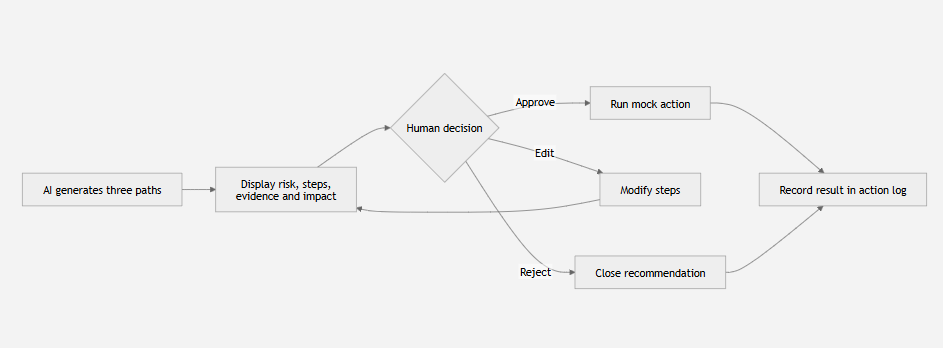 AI generates three paths
Display risk, steps,
evidence and impact
Human decision
Approve
Edit
Reject
Run mock action
Modify steps
Close recommendation
Record result in action log